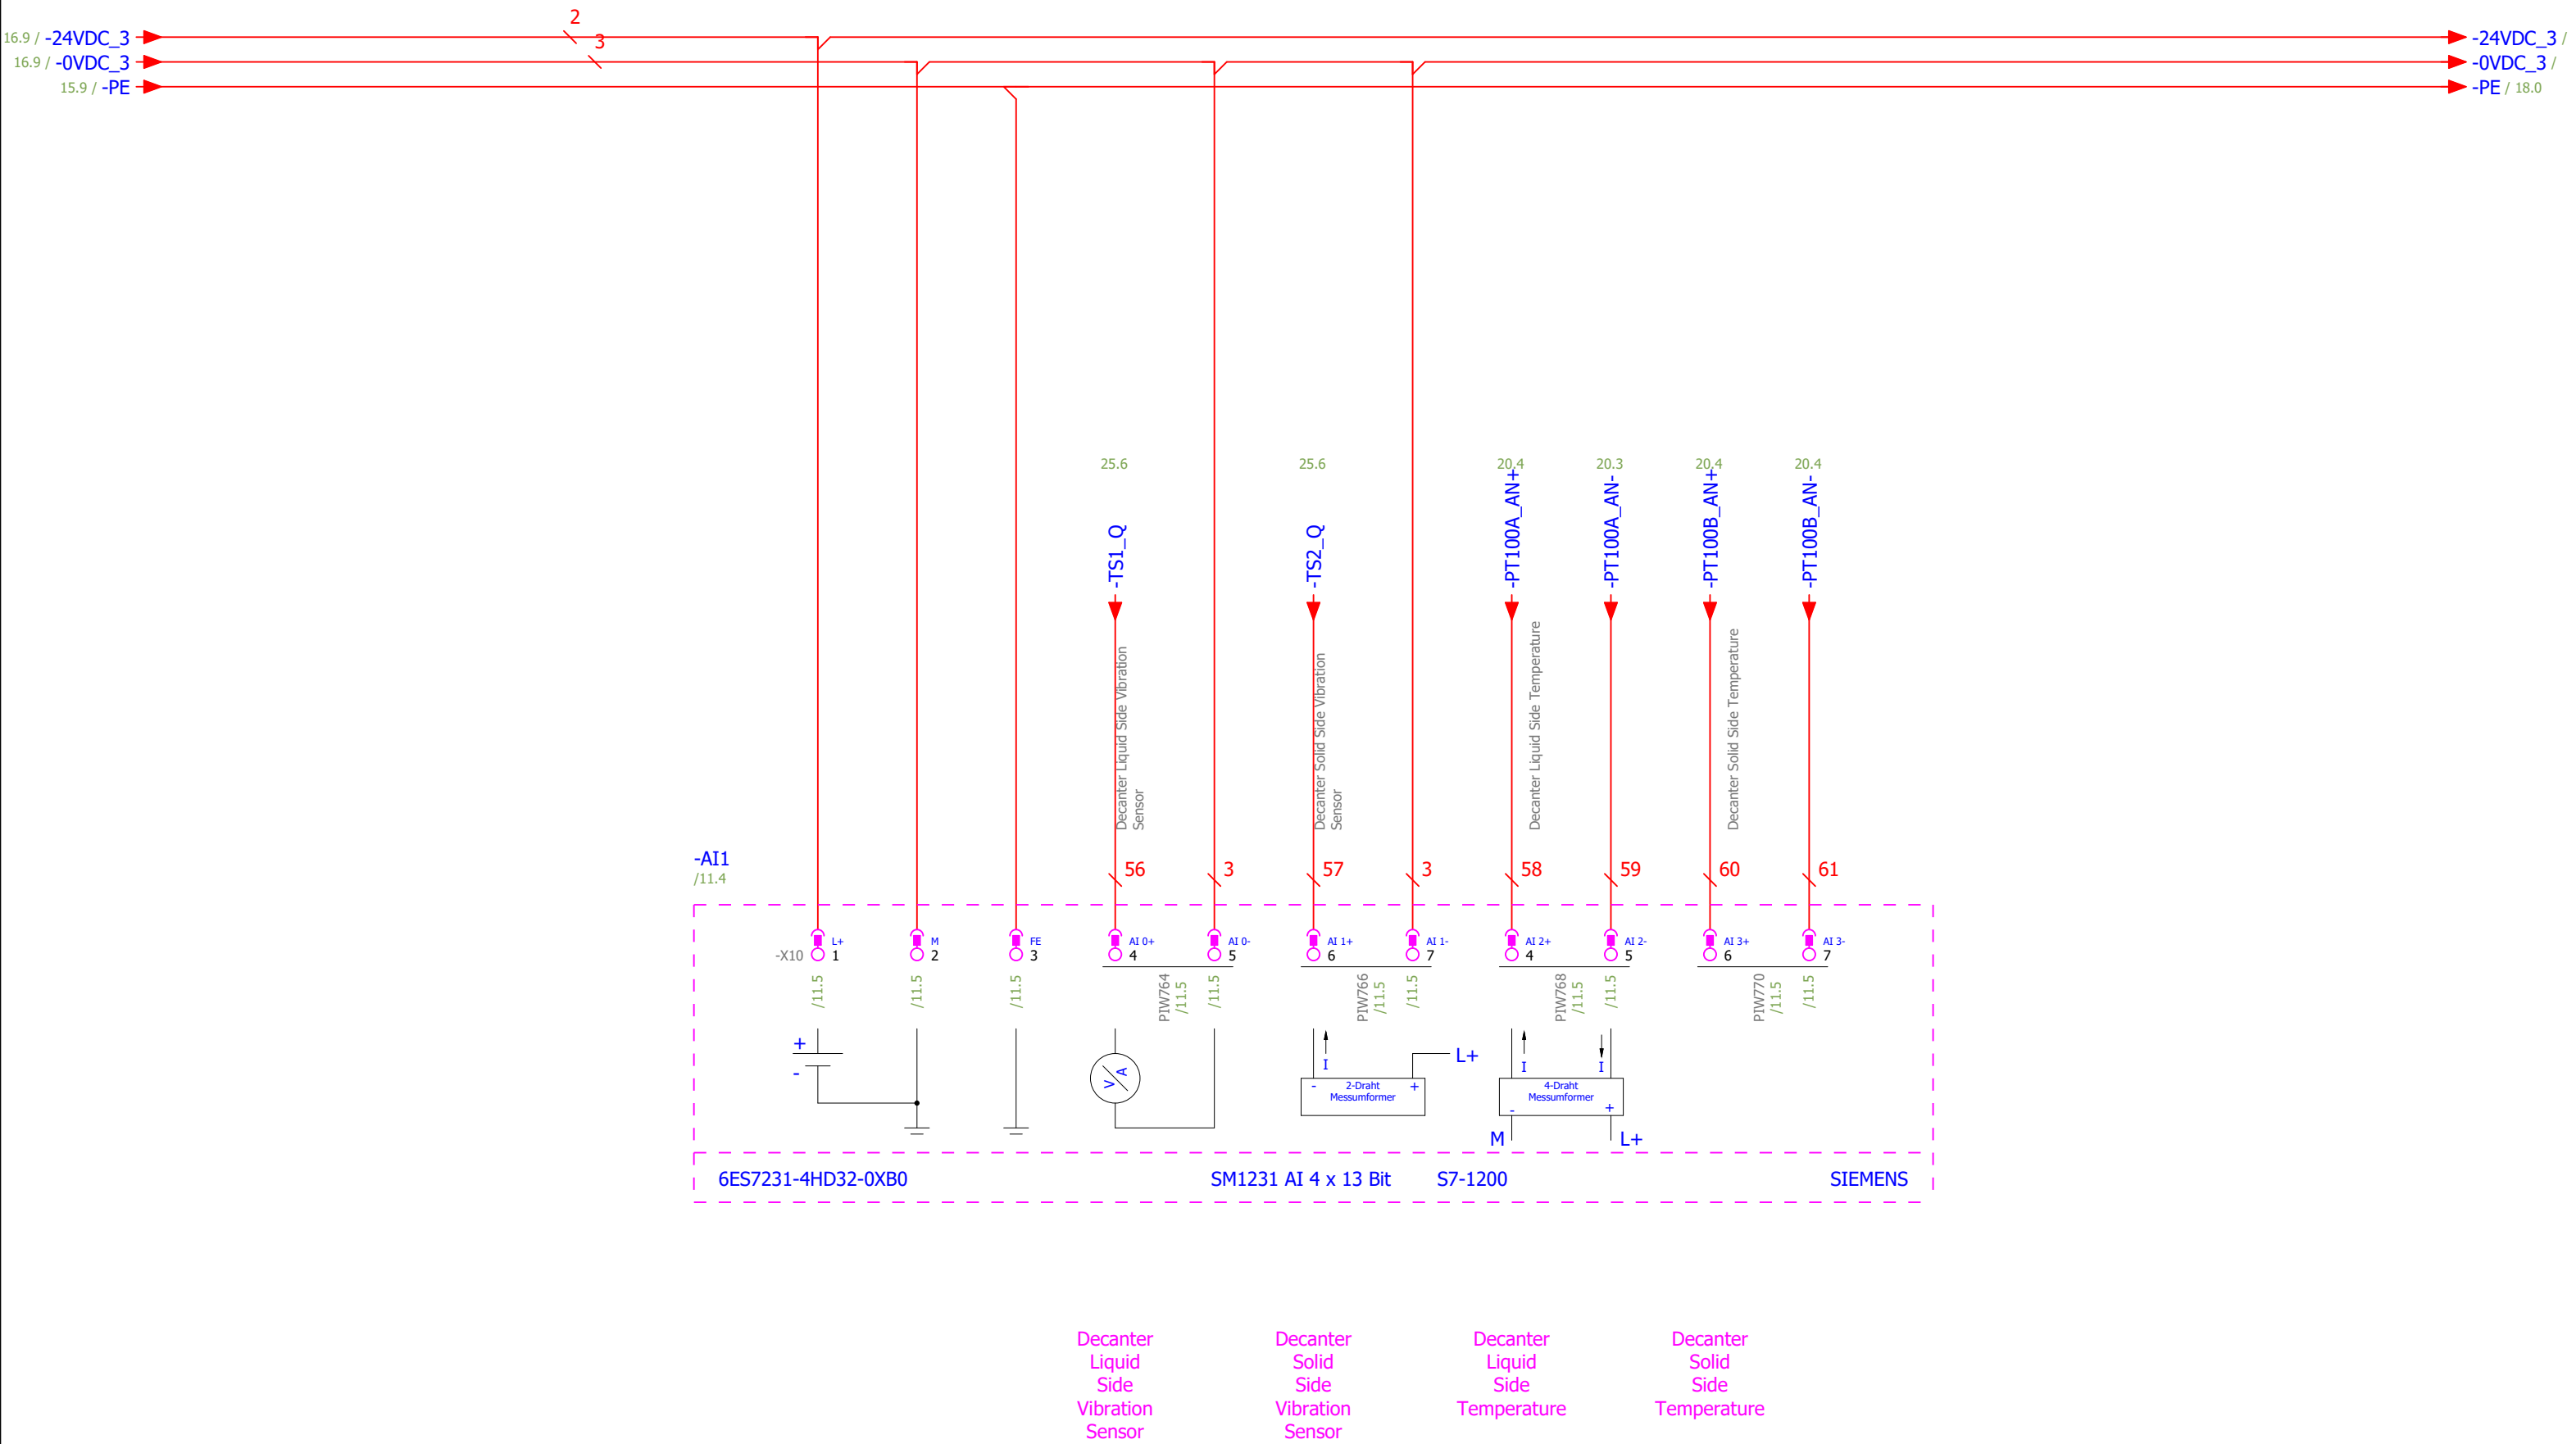 2
16.9 / -24VDC_3
-24VDC_3 /
3
16.9 / -0VDC_3
-0VDC_3 /
15.9 / -PE
-PE / 18.0
25.6
25.6
20.4
20.3
20.4
20.4
-TS1_Q
-TS2_Q
-PT100A_AN+
-PT100A_AN-
-PT100B_AN+
-PT100B_AN-
Decanter Liquid Side Vibration
Sensor
Decanter Solid Side Vibration
Sensor
Decanter Liquid Side Temperature
Decanter Solid Side Temperature
-AI1
/11.4
56
3
57
3
58
59
60
61
L+
M
FE
AI 0+
AI 0-
AI 1+
AI 1-
AI 2+
AI 2-
AI 3+
AI 3-
-X10
1
2
3
4
5
6
7
4
5
6
7
/11.5
/11.5
/11.5
PIW764
/11.5
/11.5
PIW766
/11.5
/11.5
PIW768
/11.5
/11.5
PIW770
/11.5
/11.5
+
-
V
A
I
L+
- 2-Draht +
Messumformer
I
I
4-Draht
Messumformer
-
+
M
L+
6ES7231-4HD32-0XB0
SM1231 AI 4 x 13 Bit
S7-1200
SIEMENS
Decanter
Liquid
Side
Vibration
Sensor
Decanter
Solid
Side
Vibration
Sensor
Decanter
Liquid
Side
Temperature
Decanter
Solid
Side
Temperature